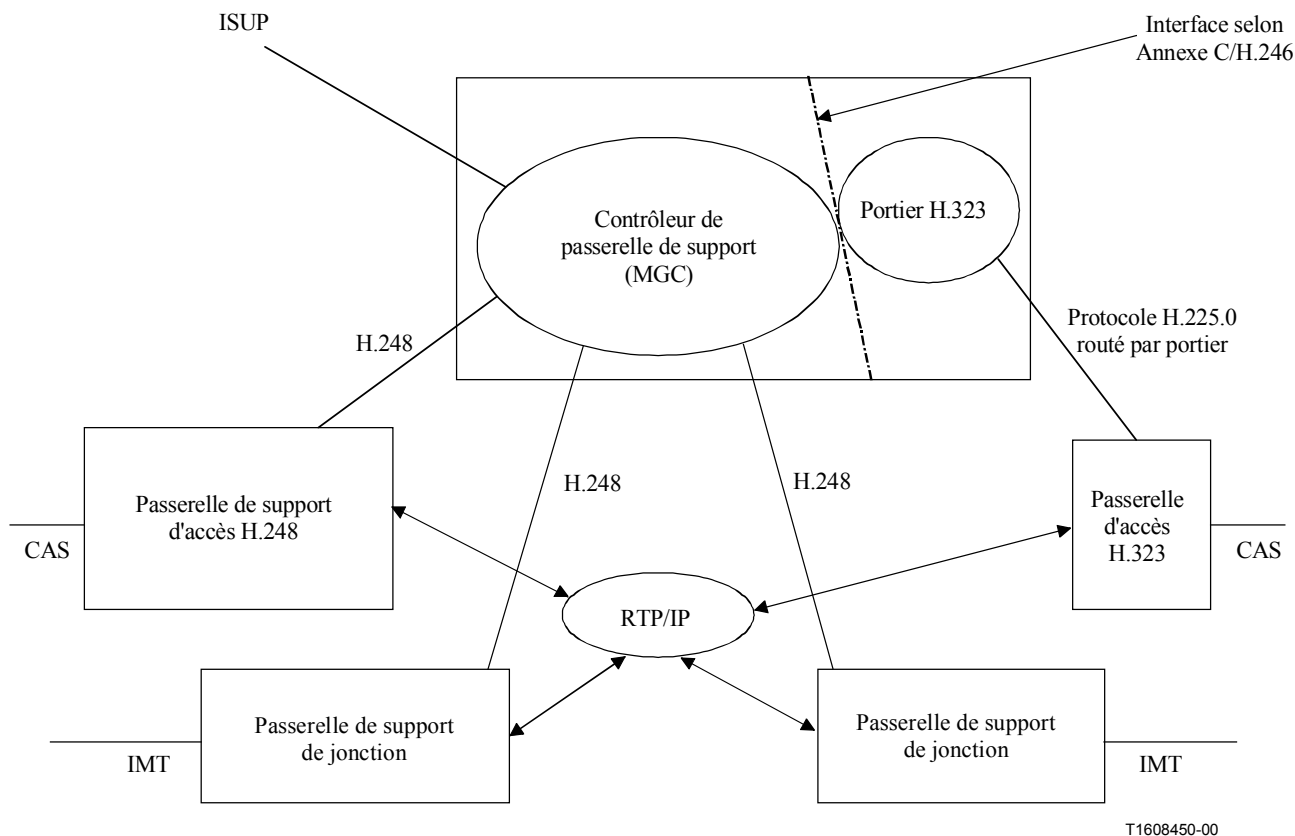 ISUP
Interface selon
Annexe C/H.246
Contrôleur de
passerelle de support
(MGC)
Portier H.323
H.248
Protocole H.225.0
routé par portier
H.248
H.248
Passerelle de support
d'accès H.248
Passerelle
d'accès
H.323
CAS
CAS
RTP/IP
Passerelle de support
de jonction
Passerelle de support
de jonction
IMT
IMT
T1608450-00